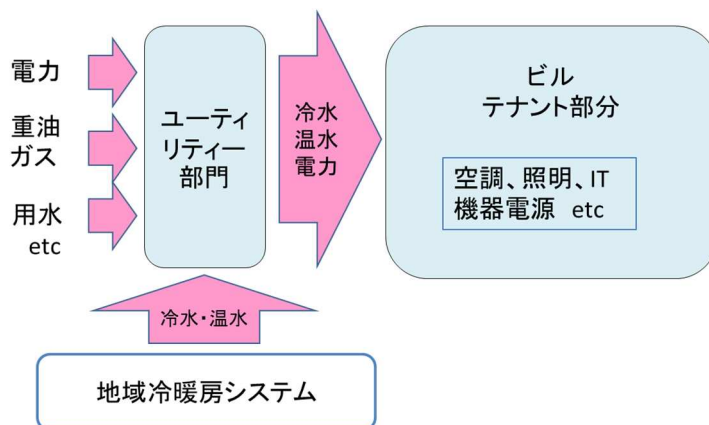 電力
重油
ガス
用水
etc
ユーティ
リティー
部門
冷水
温水
電力
ビル
テナント部分
空調、照明、IT
機器電源 etc
冷水・温水
地域冷暖房システム